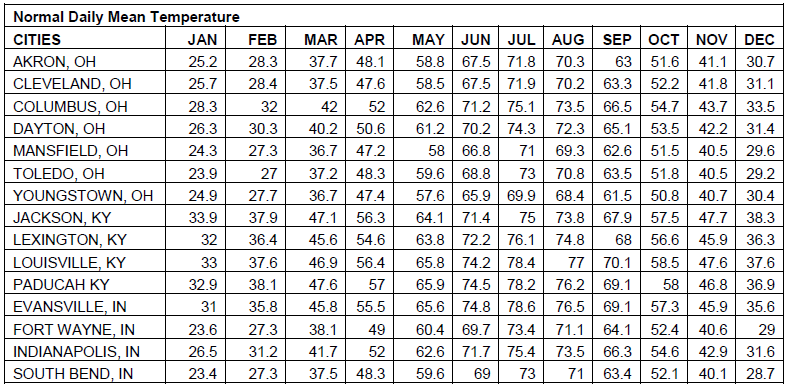 Normal Daily Mean Temperature
CITIES JAN FEB MAR APR MAY JUN JUL AUG SEP OCT NOV DEC
AKRON, OH 25.2 28.3 37.7 48.1 58.8 67.5 71.8 70.3 63 51.6 41.1 30.7
CLEVELAND, OH 25.7 28.4 37.5 47.6 58.5 67.5 71.9 70.2 63.3 52.2 41.8 31.1
COLUMBUS, OH 28.3 32 42 52 62.6 71.2 75.1 73.5 66.5 54.7 43.7 33.5
DAYTON, OH 26.3 30.3 40.2 50.6 61.2 70.2 74.3 72.3 65.1 53.5 42.2 31.4
MANSFIELD, OH 24.3 27.3 36.7 47.2 58 66.8 71 69.3 62.6 51.5 40.5 29.6
TOLEDO, OH 23.9 27 37.2 48.3 59.6 68.8 73 70.8 63.5 51.8 40.5 29.2
YOUNGSTOWN, OH 24.9 27.7 36.7 47.4 57.6 65.9 69.9 68.4 61.5 50.8 40.7 30.4
JACKSON, KY 33.9 37.9 47.1 56.3 64.1 71.4 75 73.8 67.9 57.5 47.7 38.3
LEXINGTON, KY 32 36.4 45.6 54.6 63.8 72.2 76.1 74.8 68 56.6 45.9 36.3
LOUISVILLE, KY 33 37.6 46.9 56.4 65.8 74.2 78.4 77 70.1 58.5 47.6 37.6
PADUCAH KY 32.9 38.1 47.6 57 65.9 74.5 78.2 76.2 69.1 58 46.8 36.9
EVANSVILLE, IN 31 35.8 45.8 55.5 65.6 74.8 78.6 76.5 69.1 57.3 45.9 35.6
FORT WAYNE, IN 23.6 27.3 38.1 49 60.4 69.7 73.4 71.1 64.1 52.4 40.6 29
INDIANAPOLIS, IN 26.5 31.2 41.7 52 62.6 71.7 75.4 73.5 66.3 54.6 42.9 31.6
SOUTH BEND, IN 23.4 27.3 37.5 48.3 59.6 69 73 71 63.4 52.1 40.1 28.7